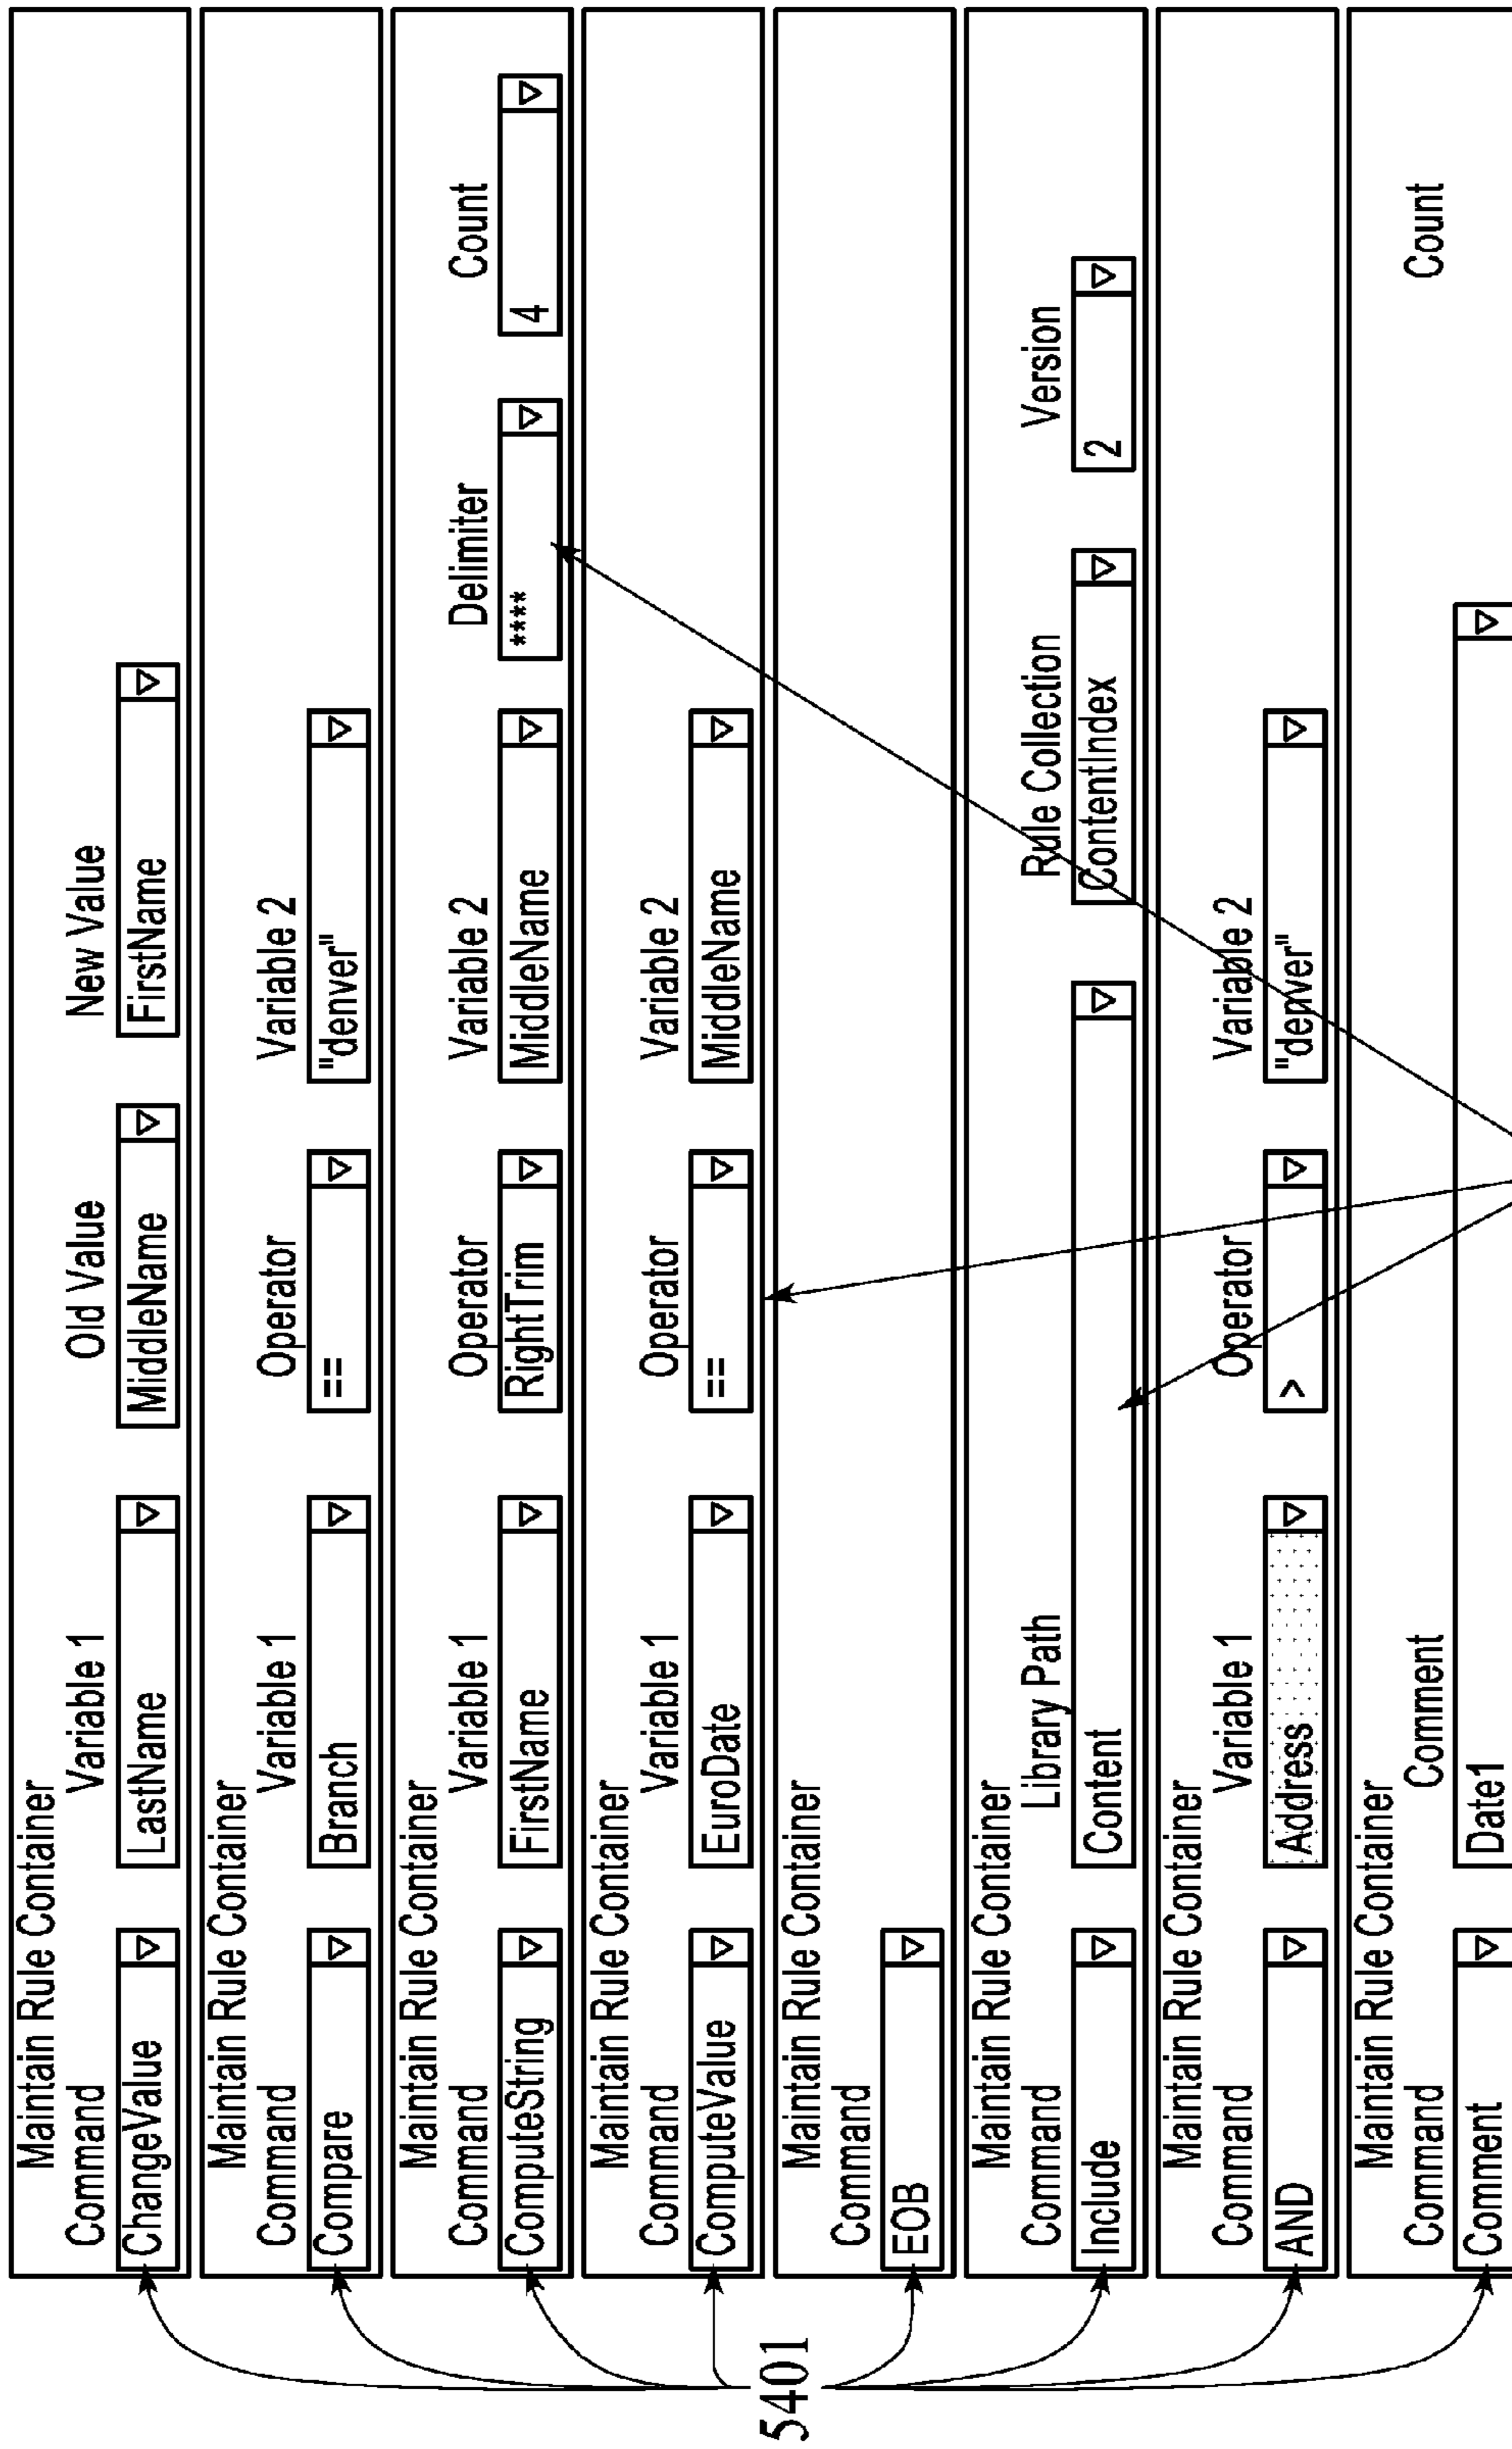 Maintain Rule Container
Command Variable 1 Old Value New Value
ChangeValue LastName MiddleName FirstName
Maintain Rule Container
Command Variable 1 Operator Variable 2
Compare Branch == "denver"
Maintain Rule Container
Command Variable 1 Operator Variable 2 Delimiter Count
ComputeString FirstName RightTrim MiddleName **** 4
Maintain Rule Container
Command Variable 1 Operator Variable 2
ComputeValue EuroDate == MiddleName
Maintain Rule Container
Command
EOB
Maintain Rule Container
Command Library Path Rule Collection Version
Include Content ContentIndex 2
Maintain Rule Container
Command Variable 1 Operator Variable 2
AND Address > "denver"
Maintain Rule Container
Command Comment Count
Comment Date1
5401